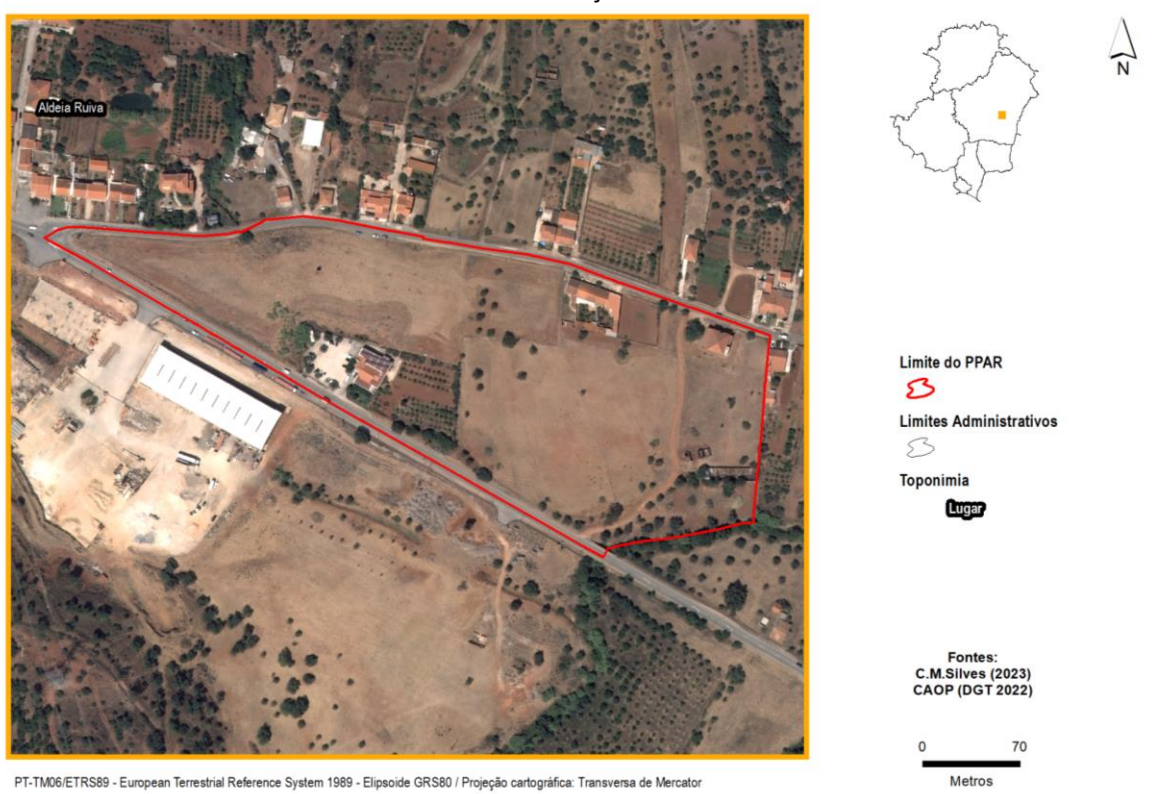 Aldeia Ruiva
N
Limite do PPAR
Limites Administrativos
Toponimia
Lugar
Fontes:
C.M.Silves (2023)
CAOP (DGT 2022)
0 70
Metros
PT-TM06/ETRS89 - European Terrestrial Reference System 1989 - Elipsoide GRS80 / Projeção cartográfica: Transversa de Mercator